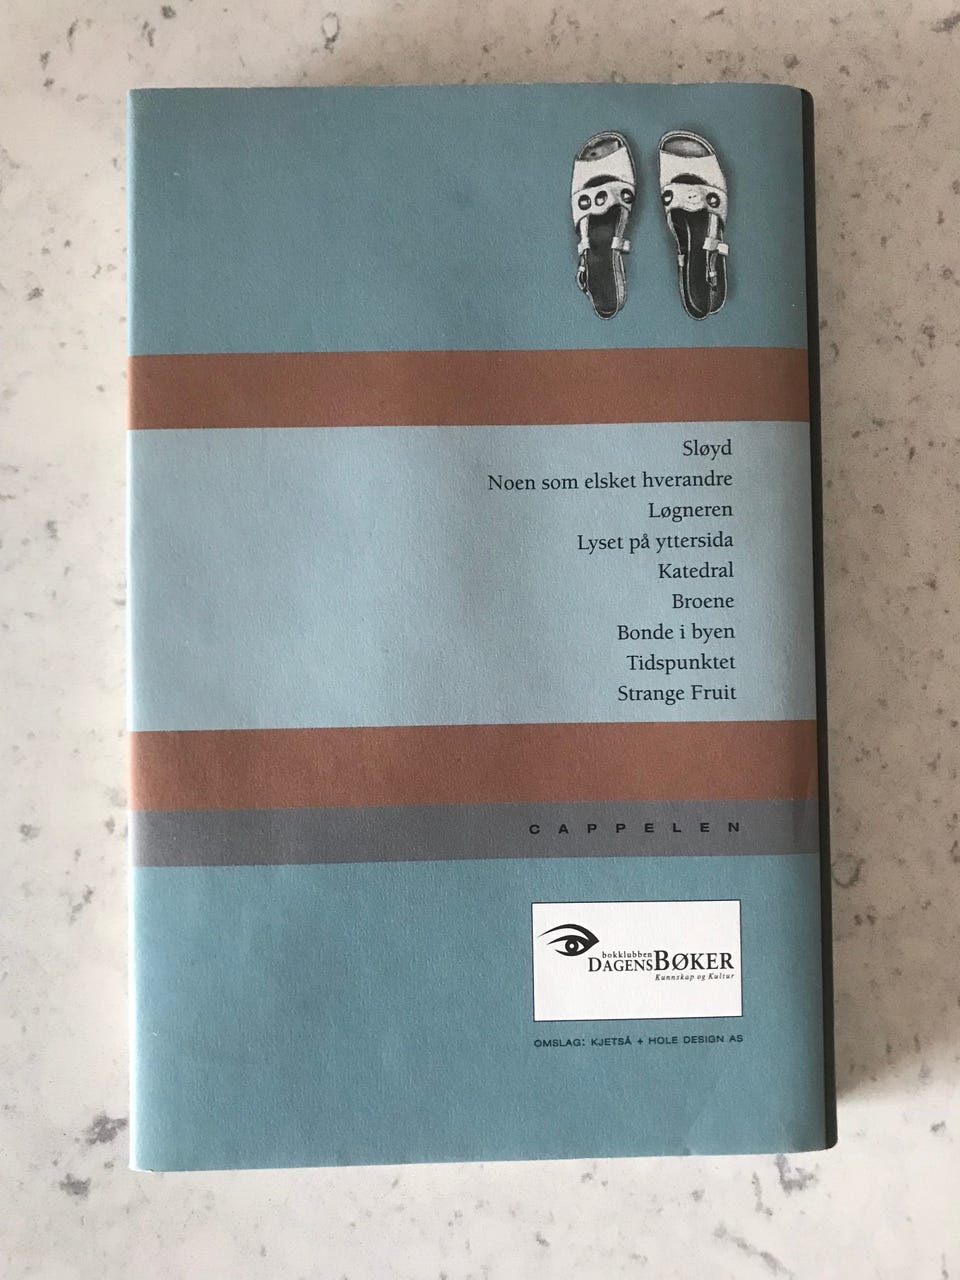 Sløyd
Noen som elsket hverandre
Løgneren
Lyset på yttersida
Katedral
Broene
Bonde i byen
Tidspunktet
Strange Fruit
CAPPELEN
bokklubben
DAGENSBØKER
Kunnskap og Kultur
OMSLAG: KJETSÅ + HOLE DESIGN AS